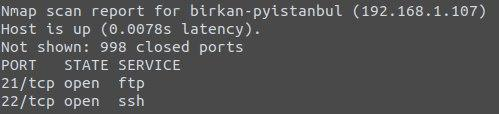 Nmap scan report for birkan-pyistanbul (192.168.1.107)
Host is up (0.0078s latency).
Not shown: 998 closed ports
PORT   STATE SERVICE
21/tcp open  ftp
22/tcp open  ssh